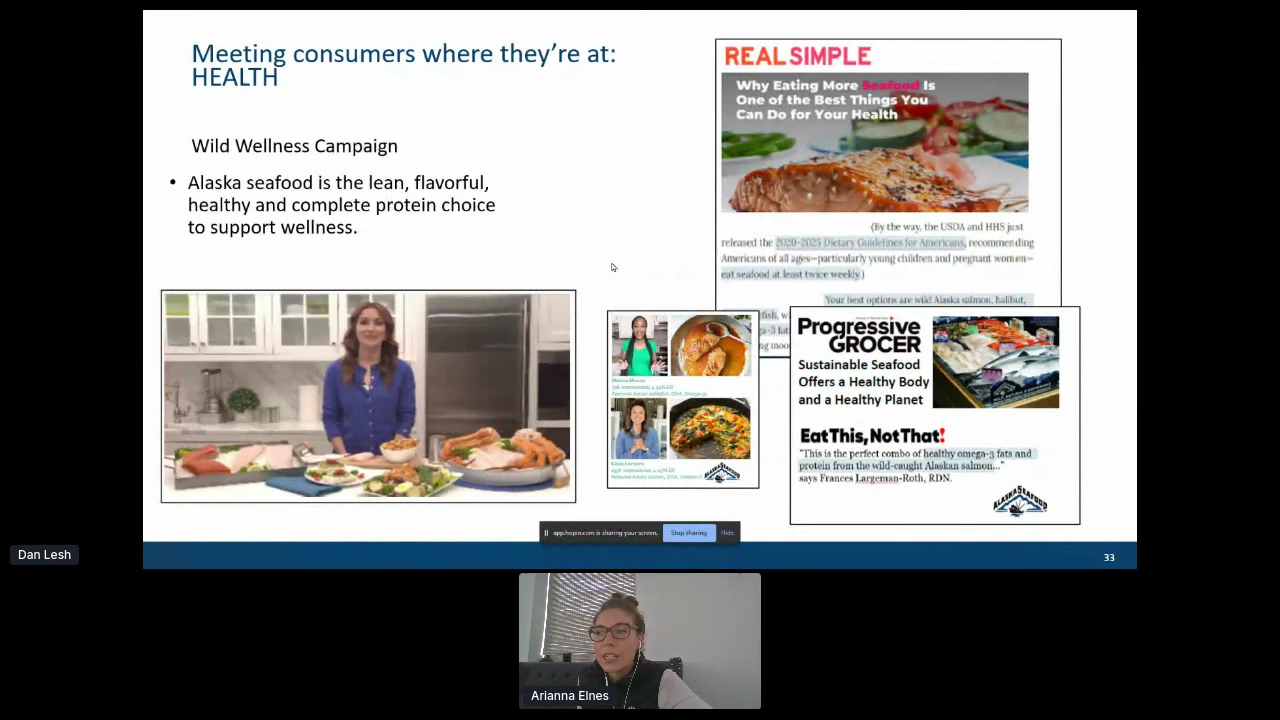 Meeting consumers where they’re at:
HEALTH
Wild Wellness Campaign
• Alaska seafood is the lean, flavorful,
healthy and complete protein choice
to support wellness.
REAL SIMPLE
Why Eating More Seafood Is
One of the Best Things You
Can Do for Your Health
(By the way, the USDA and HHS just
released the 2020-2025 Dietary Guidelines for Americans, recommending
Americans of all ages—particularly young children and pregnant women—
eat seafood at least twice weekly.)
Your best options are wild Alaska salmon, halibut,
Progressive
GROCER
Sustainable Seafood
Offers a Healthy Body
and a Healthy Planet
EatThis,NotThat!
"This is the perfect combo of healthy omega-3 fats and
protein from the wild-caught Alaskan salmon..."
says Frances Largeman-Roth, RDN.
ALASKA SEAFOOD
ALASKA SEAFOOD
app.hopin.com is sharing your screen.
Stop sharing
Hide
33
Dan Lesh
Arianna Elnes